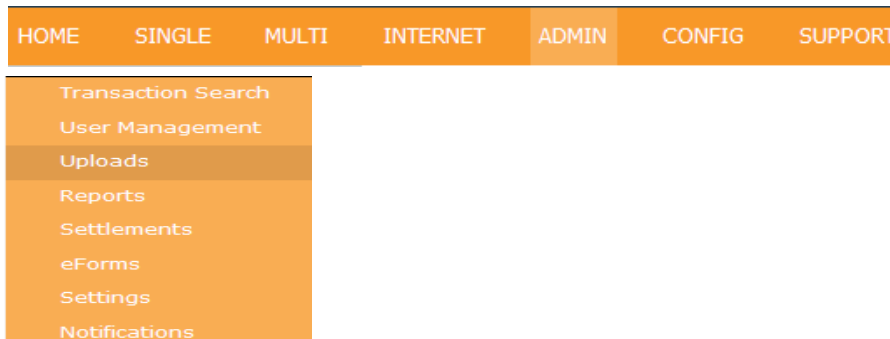 HOME SINGLE MULTI INTERNET ADMIN CONFIG SUPPORT
Transaction Search
User Management
Uploads
Reports
Settlements
eForms
Settings
Notifications